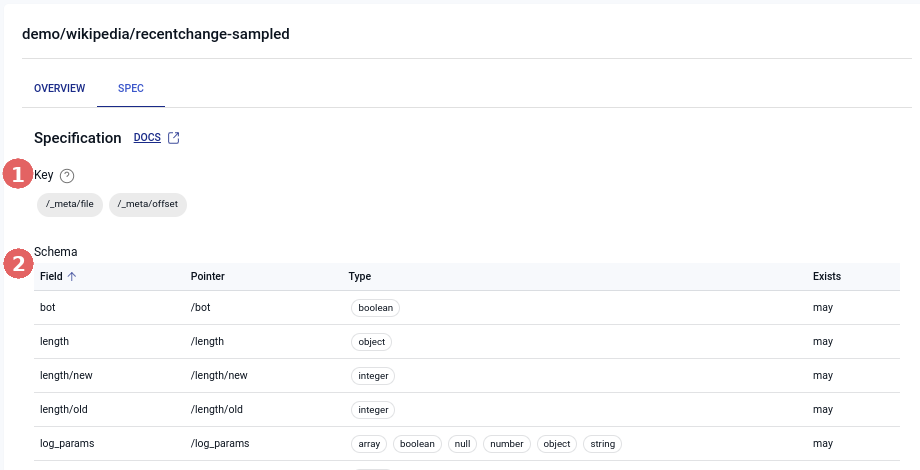 demo/wikipedia/recentchange-sampled
OVERVIEW SPEC
Specification DOCS
1 Key ?
/_meta/file /_meta/offset
Schema
2
Field Pointer Type Exists
bot /bot boolean may
length /length object may
length/new /length/new integer may
length/old /length/old integer may
log_params /log_params array boolean null number object string may